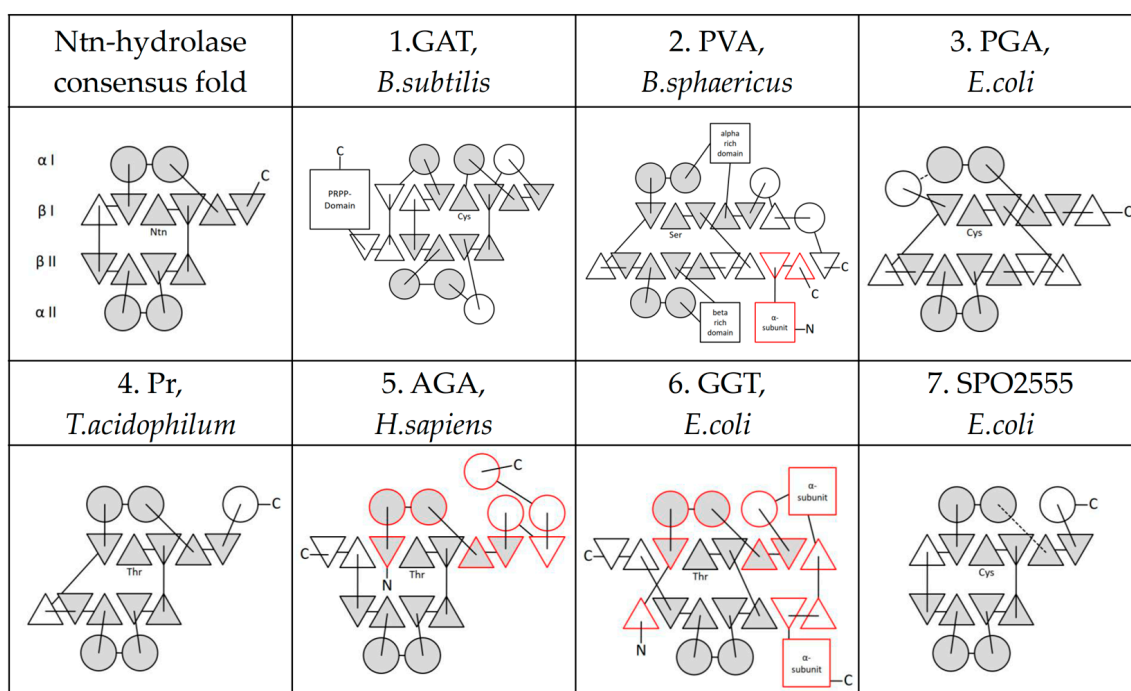 Ntn-hydrolase
consensus fold
1.GAT,
B.subtilis
2. PVA,
B.sphaericus
3. PGA,
E.coli
α I
β I
β II
α II
C
Ntn
C
PRPP-
Domain
Cys
alpha
rich
domain
Ser
C
C
beta
rich
domain
α-
subunit
N
Cys
C
4. Pr,
T.acidophilum
5. AGA,
H.sapiens
6. GGT,
E.coli
7. SPO2555
E.coli
C
Thr
C
C
Thr
N
α-
subunit
C
Thr
N
α-
subunit
C
C
Cys